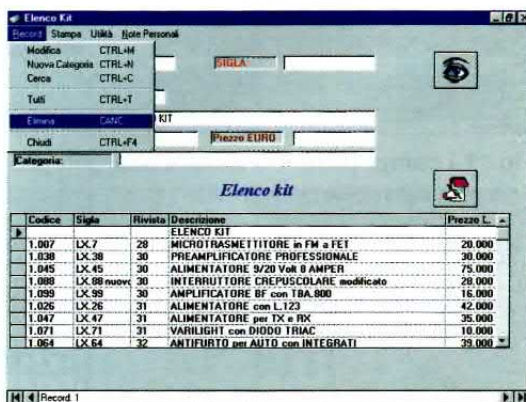 Elenco Kit
Record Stampa Utilità Note Personali
Modifica CTRL+M
Nuova Categoria CTRL+N
Cerca CTRL+C
Tutti CTRL+T
Elimina CANC
Chiudi CTRL+F4
SIGLA
KIT
Prezzo EURO
Categoria:
Elenco kit
Codice Sigla Rivista Descrizione Prezzo L.
ELENCO KIT
1.007 LX.7 28 MICROTRASMETTITORE in FM a FET 20.000
1.038 LX.38 30 PREAMPLIFICATORE PROFESSIONALE 30.000
1.045 LX.45 30 ALIMENTATORE 9/20 Volt 8 AMPER 75.000
1.088 LX.88 nuovo 30 INTERRUTTORE CREPUSCOLARE modificato 28.000
1.099 LX.99 30 AMPLIFICATORE BF con TBA.800 16.000
1.026 LX.26 31 ALIMENTATORE con L.123 42.000
1.047 LX.47 31 ALIMENTATORE per TX e RX 35.000
1.071 LX.71 31 VARILIGHT con DIODO TRIAC 10.000
1.064 LX.64 32 ANTIFURTO per AUTO con INTEGRATI 39.000
Record 1